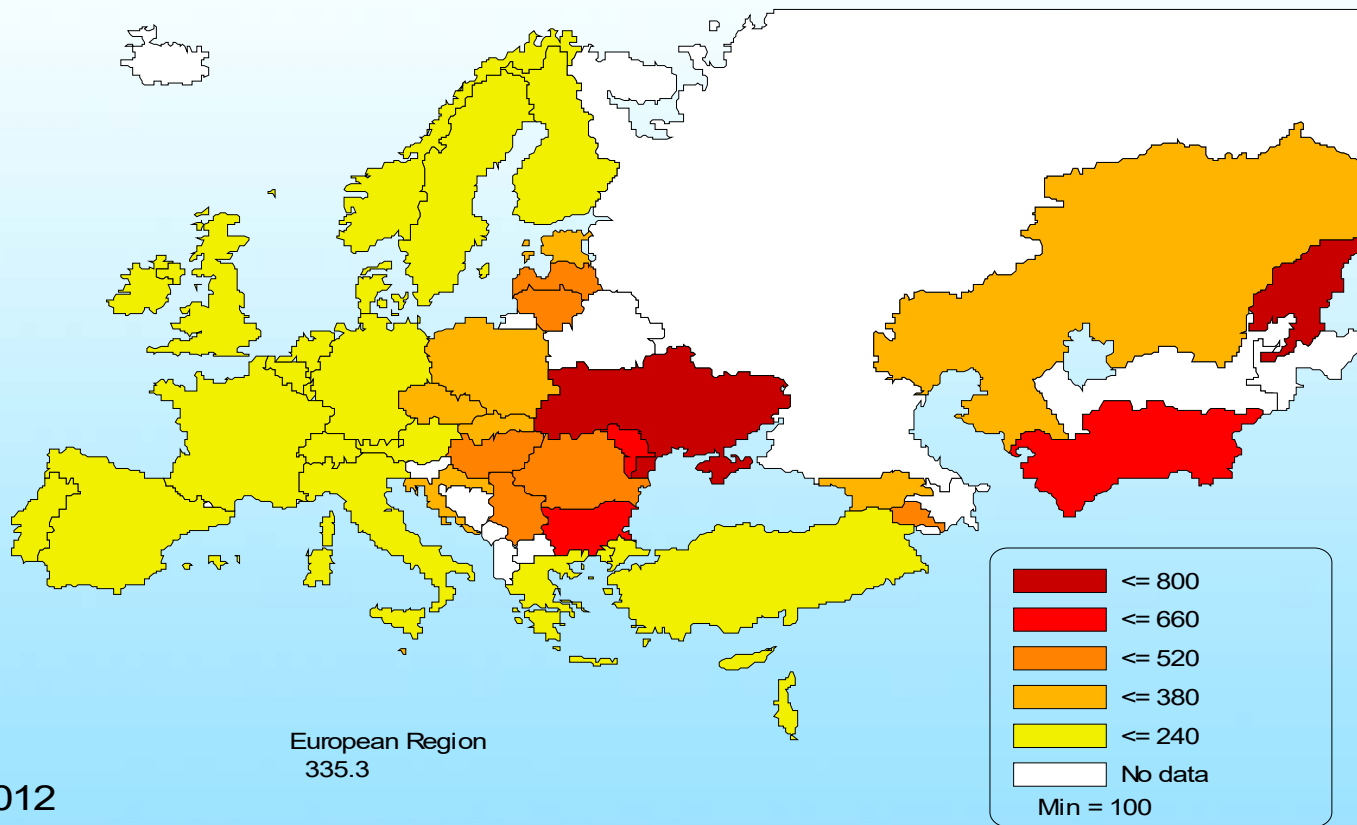 <= 800
<= 660
<= 520
<= 380
<= 240
No data
Min = 100
European Region
335.3
012